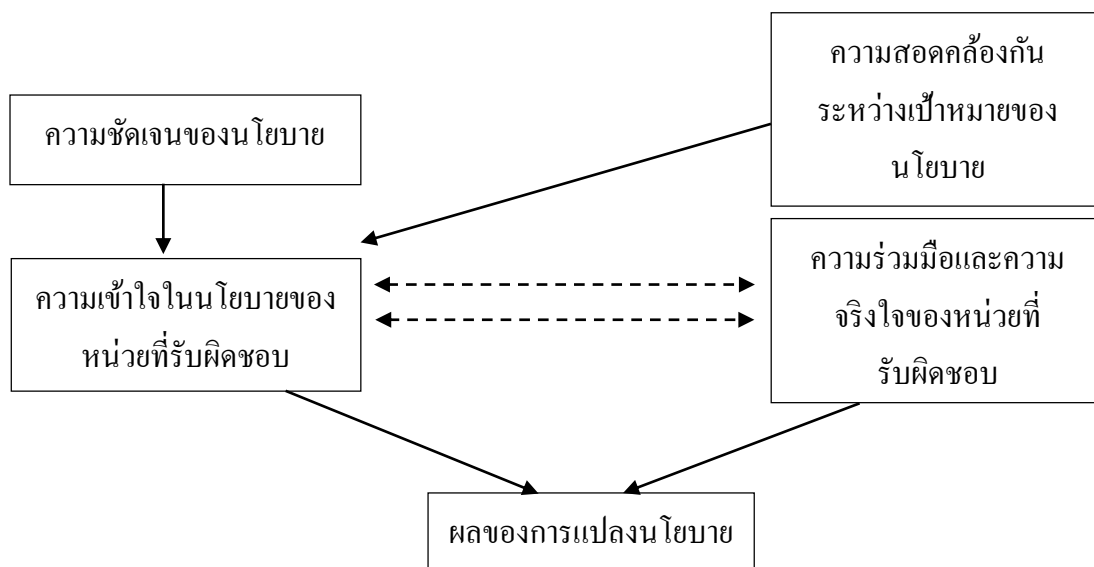 ความชัดเจนของนโยบาย
ความสอดคล้องกัน
ระหว่างเป้าหมายของ
นโยบาย
ความเข้าใจในนโยบายของ
หน่วยที่รับผิดชอบ
ความร่วมมือและความ
จริงใจของหน่วยที่
รับผิดชอบ
ผลของการแปลงนโยบาย